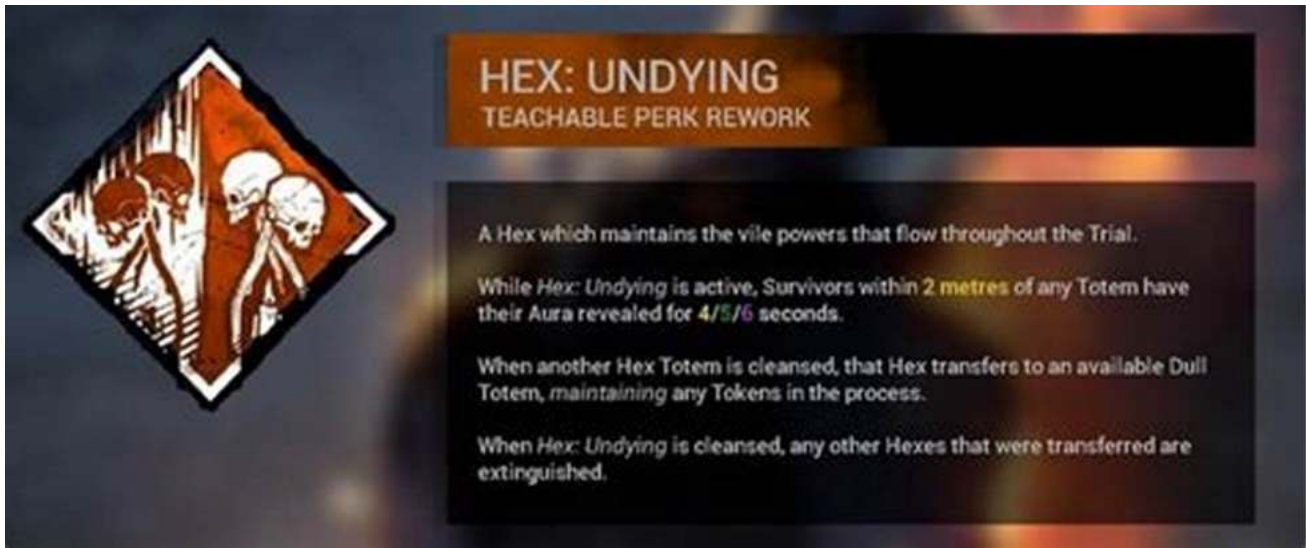 HEX: UNDYING
TEACHABLE PERK REWORK
A Hex which maintains the vile powers that flow throughout the Trial.
While Hex: Undying is active, Survivors within 2 metres of any Totem have
their Aura revealed for 4/5/6 seconds.
When another Hex Totem is cleansed, that Hex transfers to an available Dull
Totem, maintaining any Tokens in the process.
When Hex: Undying is cleansed, any other Hexes that were transferred are
extinguished.